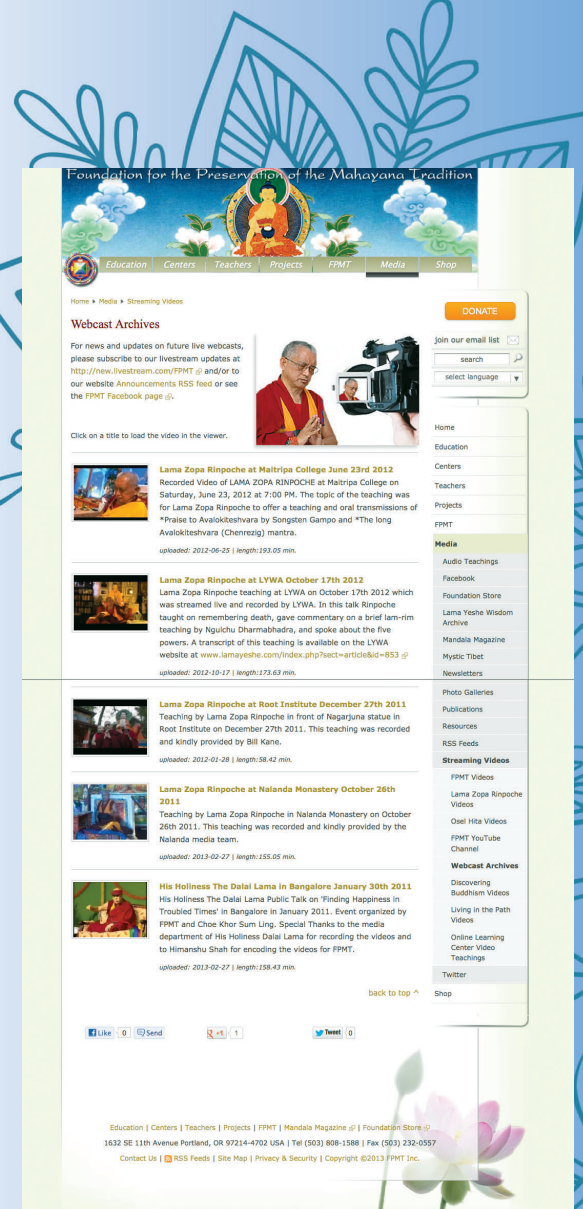 Foundation for the Preservation of the Mahayana Tradition
Education Centers Teachers Projects FPMT Media Shop
Home Media Streaming Videos
Webcast Archives
For news and updates on future live webcasts,
please subscribe to our livestream updates at
http://new.livestream.com/FPMT and/or to
our website Announcements RSS feed or see
the FPMT Facebook page.
Click on a title to load the video in the viewer.
Lama Zopa Rinpoche at Maitripa College June 23rd 2012
Recorded Video of LAMA ZOPA RINPOCHE at Maitripa College on
Saturday, June 23, 2012 at 7:00 PM. The topic of the teaching was
for Lama Zopa Rinpoche to offer a teaching and oral transmissions of
*Praise to Avalokiteshvara by Songsten Gampo and *The long
Avalokiteshvara (Chenrezig) mantra.
uploaded: 2012-06-25 | length:193.05 min.
Lama Zopa Rinpoche at LYWA October 17th 2012
Lama Zopa Rinpoche teaching at LYWA on October 17th 2012 which
was streamed live and recorded by LYWA. In this talk Rinpoche
taught on remembering death, gave commentary on a brief lam-rim
teaching by Ngulchu Dharmabhadra, and spoke about the five
powers. A transcript of this teaching is available on the LYWA
website at www.lamayeshe.com/index.php?sect=article&id=853
uploaded: 2012-10-17 | length:173.63 min.
Lama Zopa Rinpoche at Root Institute December 27th 2011
Teaching by Lama Zopa Rinpoche in front of Nagarjuna statue in
Root Institute on December 27th 2011. This teaching was recorded
and kindly provided by Bill Kane.
uploaded: 2012-01-28 | length:58.42 min.
Lama Zopa Rinpoche at Nalanda Monastery October 26th
2011
Teaching by Lama Zopa Rinpoche in Nalanda Monastery on October
26th 2011. This teaching was recorded and kindly provided by the
Nalanda media team.
uploaded: 2013-02-27 | length:155.05 min.
His Holiness The Dalai Lama in Bangalore January 30th 2011
His Holiness The Dalai Lama Public Talk on 'Finding Happiness in
Troubled Times' in Bangalore in January 2011. Event organized by
FPMT and Choe Khor Sum Ling. Special Thanks to the media
department of His Holiness Dalai Lama for recording the videos and
to Himanshu Shah for encoding the videos for FPMT.
uploaded: 2013-02-27 | length:158.43 min.
back to top ^
DONATE
join our email list
search
select language
Home
Education
Centers
Teachers
Projects
FPMT
Media
Audio Teachings
Facebook
Foundation Store
Lama Yeshe Wisdom
Archive
Mandala Magazine
Mystic Tibet
Newsletters
Photo Galleries
Publications
Resources
RSS Feeds
Streaming Videos
FPMT Videos
Lama Zopa Rinpoche
Videos
Osel Hita Videos
FPMT YouTube
Channel
Webcast Archives
Discovering
Buddhism Videos
Living in the Path
Videos
Online Learning
Center Video
Teachings
Twitter
Shop
Like 0 Send +1 1 Tweet 0
Education | Centers | Teachers | Projects | FPMT | Mandala Magazine | Foundation Store
1632 SE 11th Avenue Portland, OR 97214-4702 USA | Tel (503) 808-1588 | Fax (503) 232-0557
Contact Us | RSS Feeds | Site Map | Privacy & Security | Copyright ©2013 FPMT Inc.